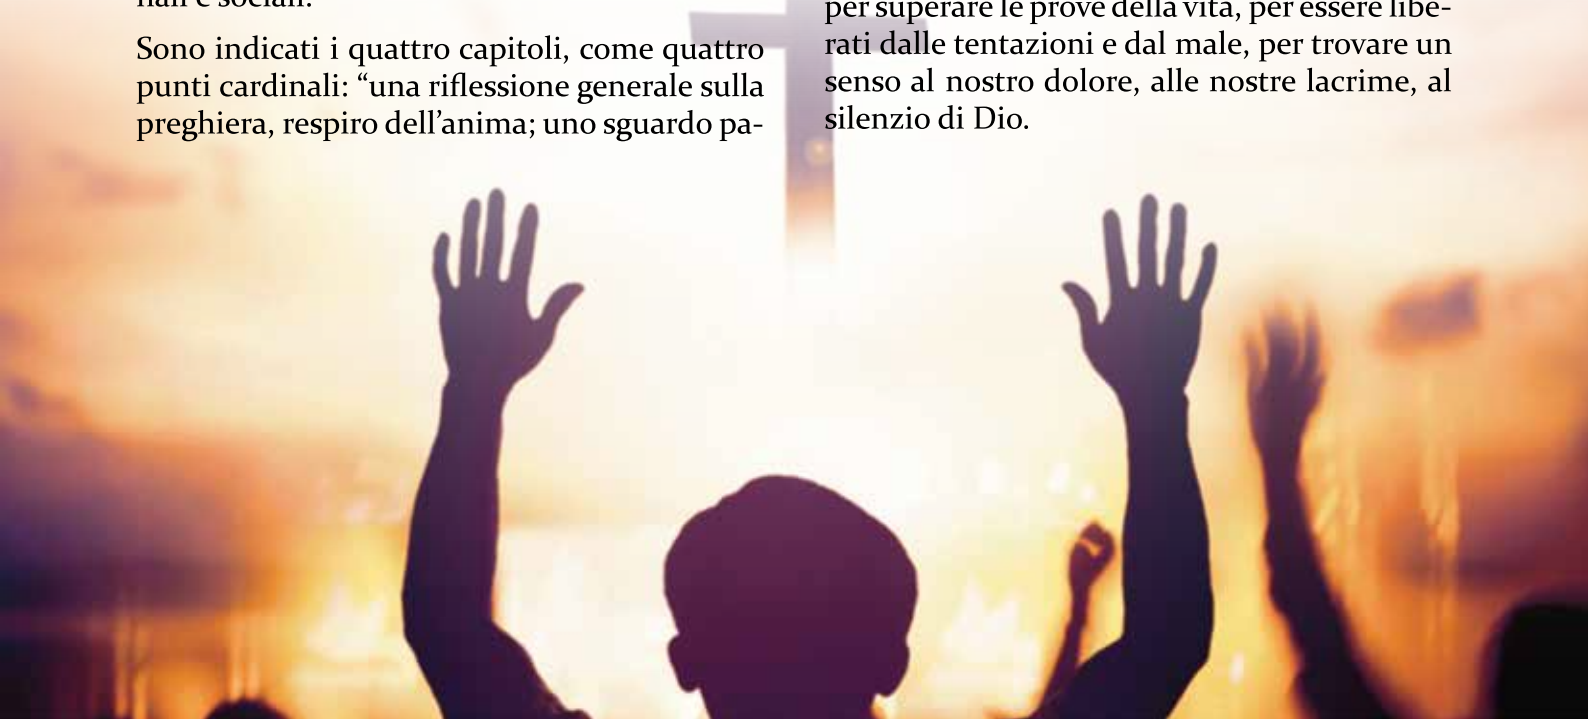 nali e sociali.
Sono indicati i quattro capitoli, come quattro
punti cardinali: “una riflessione generale sulla
preghiera, respiro dell’anima; uno sguardo pa-
per superare le prove della vita, per essere libe-
rati dalle tentazioni e dal male, per trovare un
senso al nostro dolore, alle nostre lacrime, al
silenzio di Dio.